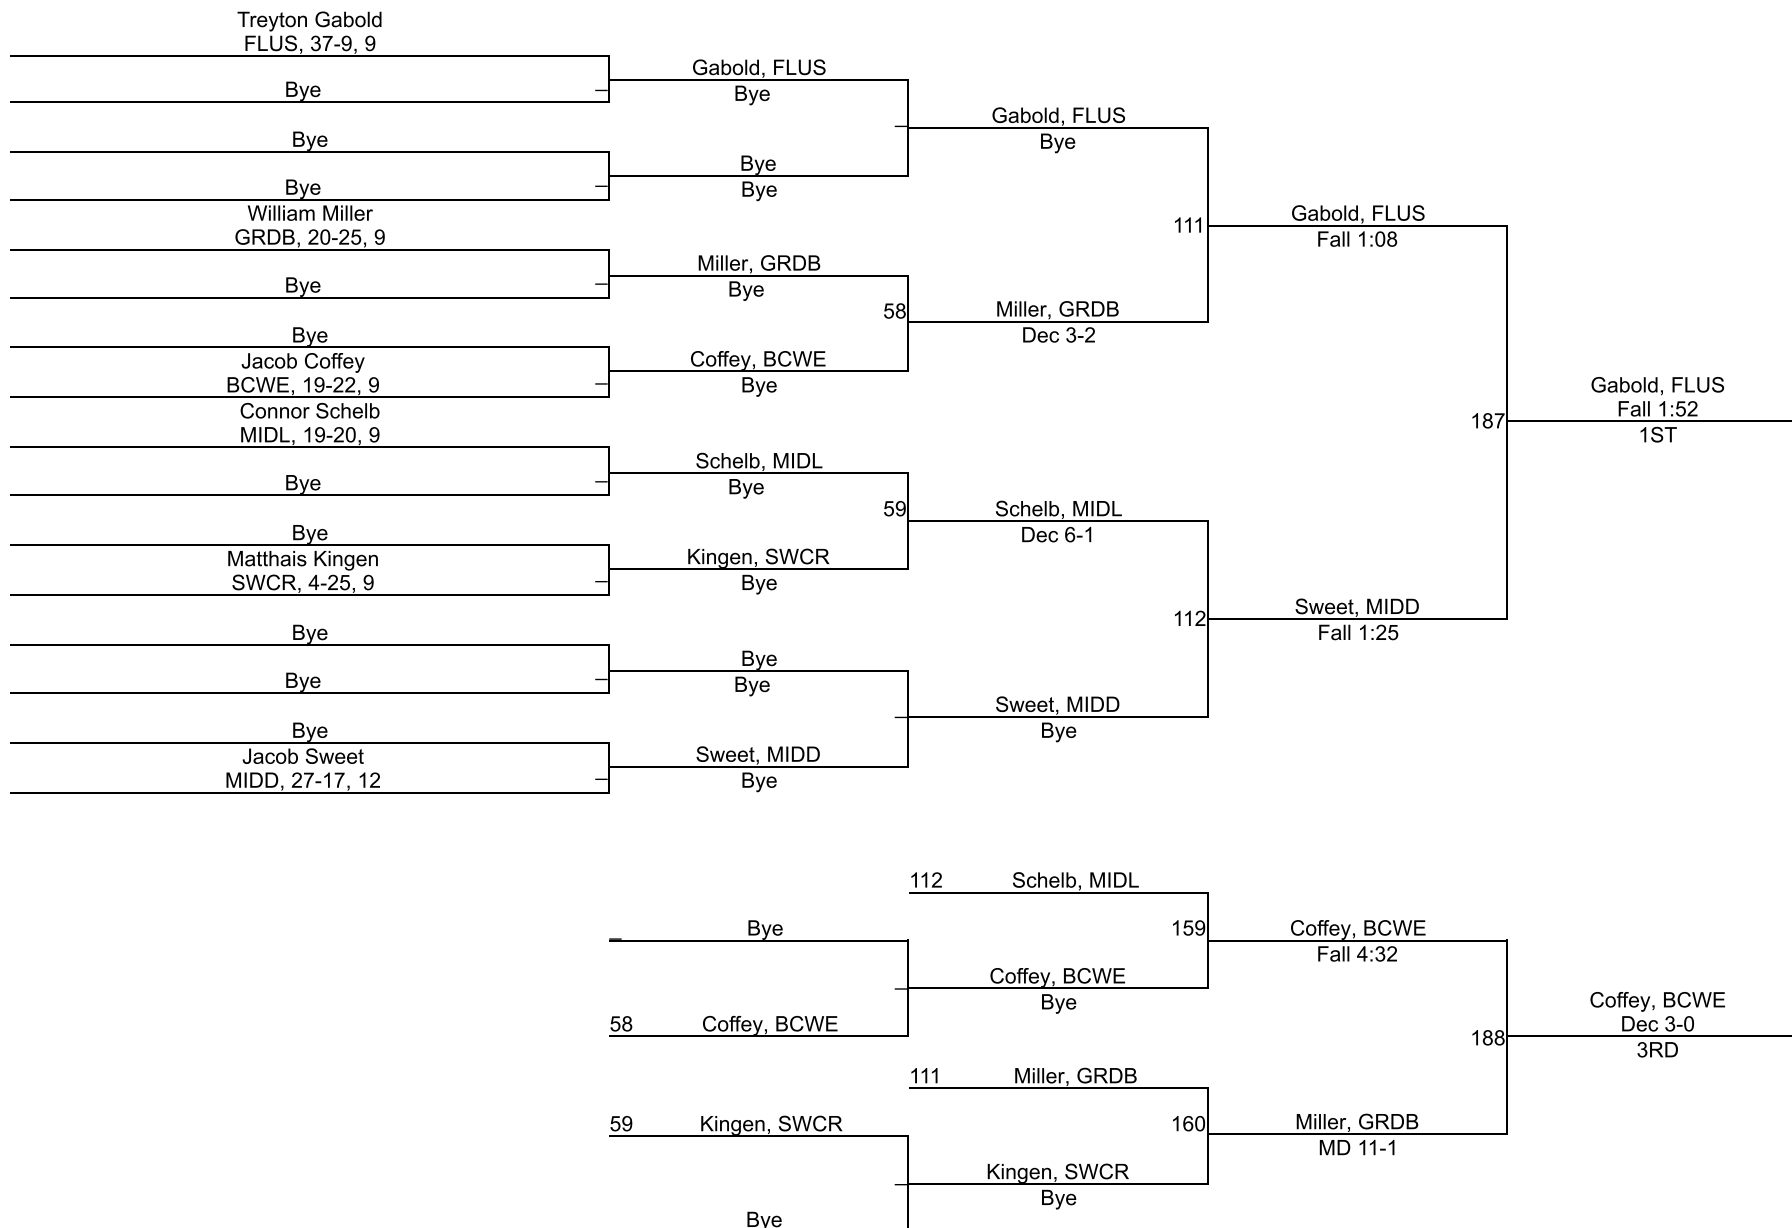 Treyton Gabold
FLUS, 37-9, 9
Bye
Bye
Bye
William Miller
GRDB, 20-25, 9
Bye
Bye
Jacob Coffey
BCWE, 19-22, 9
Connor Schelb
MIDL, 19-20, 9
Bye
Bye
Matthais Kingen
SWCR, 4-25, 9
Bye
Bye
Bye
Jacob Sweet
MIDD, 27-17, 12
Gabold, FLUS
Bye
Bye
Bye
Miller, GRDB
Bye
58
Coffey, BCWE
Bye
Schelb, MIDL
Bye
59
Kingen, SWCR
Bye
Bye
Bye
Sweet, MIDD
Bye
Gabold, FLUS
Bye
111
Miller, GRDB
Dec 3-2
Schelb, MIDL
Dec 6-1
112
Sweet, MIDD
Bye
Gabold, FLUS
Fall 1:08
187
Sweet, MIDD
Fall 1:25
Gabold, FLUS
Fall 1:52
1ST
Bye
58 Coffey, BCWE
59 Kingen, SWCR
Bye
112 Schelb, MIDL
159
Coffey, BCWE
Bye
111 Miller, GRDB
160
Kingen, SWCR
Bye
Coffey, BCWE
Fall 4:32
188
Miller, GRDB
MD 11-1
Coffey, BCWE
Dec 3-0
3RD